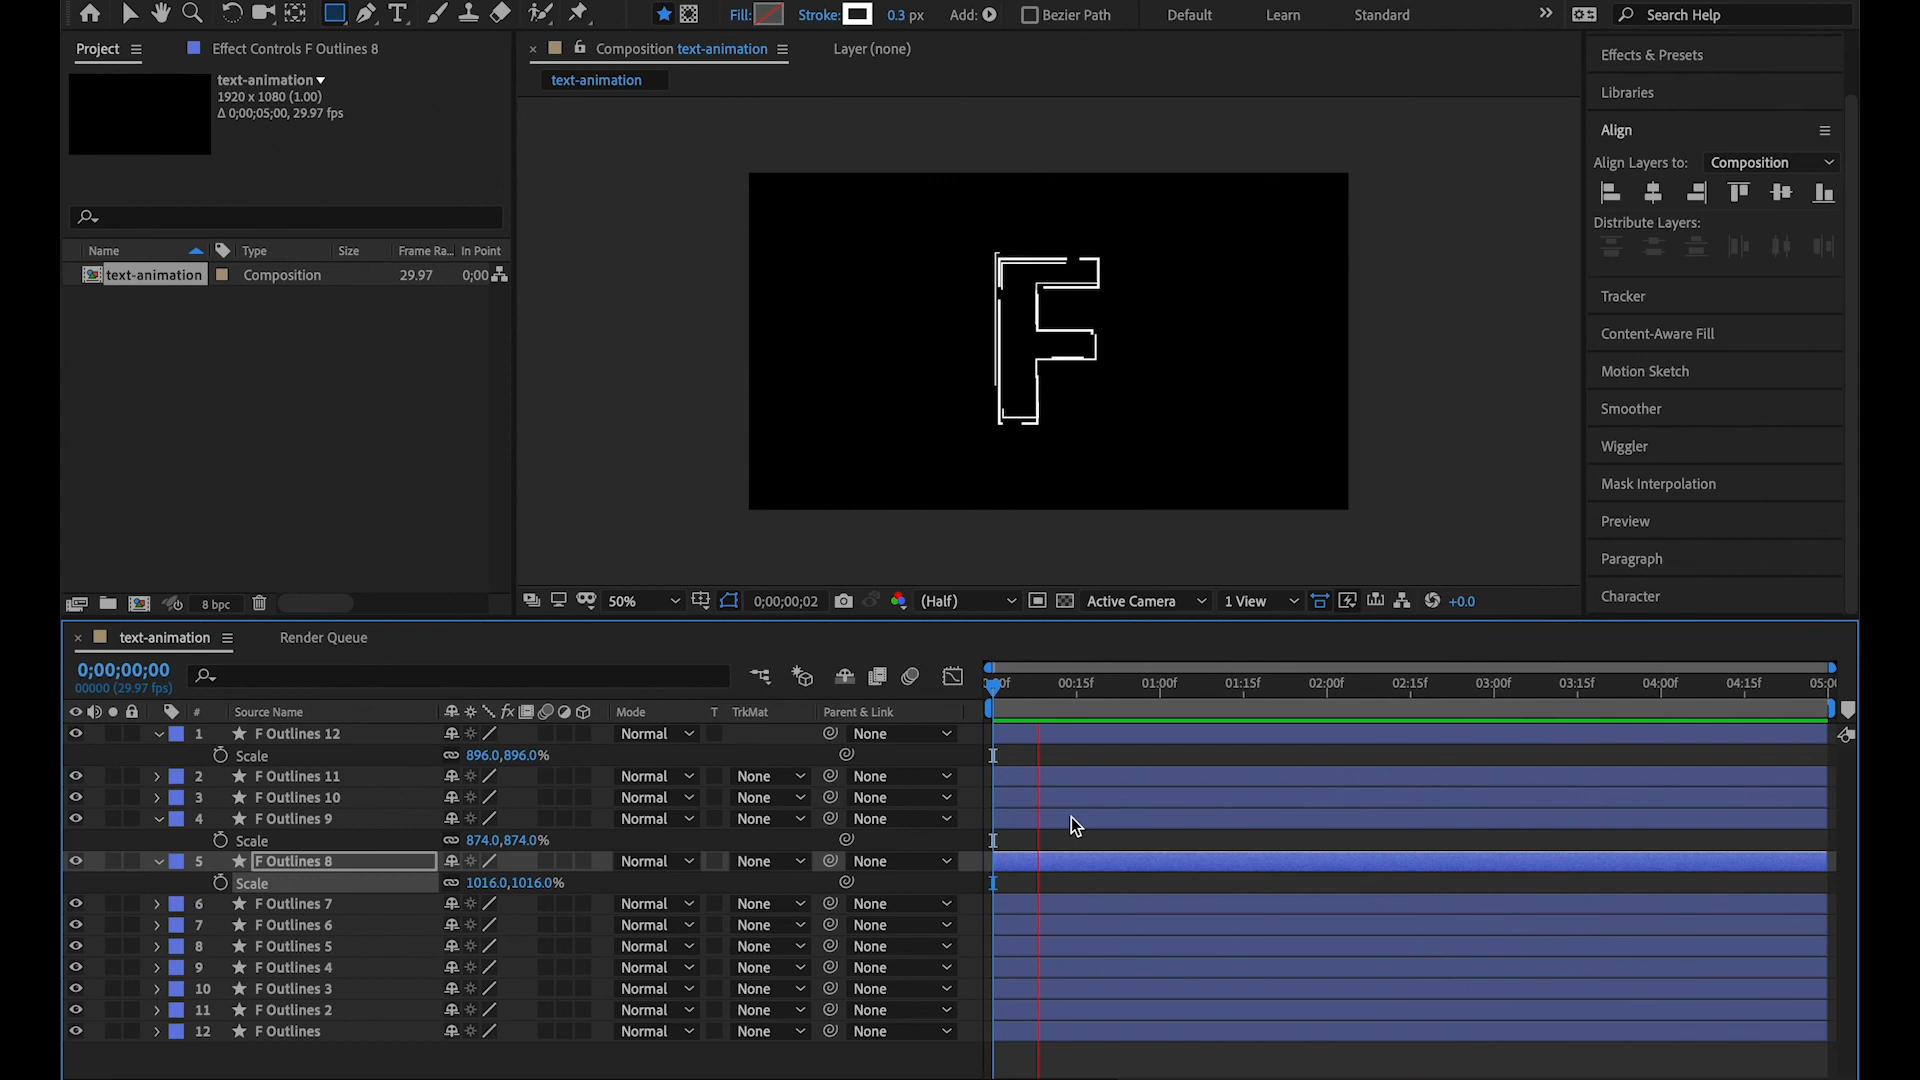 Fill: Stroke: 0.3 px Add: Bezier Path Default Learn Standard Search Help
Project Effect Controls F Outlines 8
text-animation
1920 x 1080 (1.00)
Δ 0;00;05;00, 29.97 fps
Name Type Size Frame Ra... In Point
text-animation Composition 29.97 0;00
8 bpc
Composition text-animation Layer (none)
text-animation
F
50% 0;00;00;02 (Half) Active Camera 1 View +0.0
Effects & Presets
Libraries
Align
Align Layers to: Composition
Distribute Layers:
Tracker
Content-Aware Fill
Motion Sketch
Smoother
Wiggler
Mask Interpolation
Preview
Paragraph
Character
text-animation Render Queue
0;00;00;00
00000 (29.97 fps)
00:15f 01:00f 01:15f 02:00f 02:15f 03:00f 03:15f 04:00f 04:15f 05:00
# Source Name fx Mode T TrkMat Parent & Link
1 F Outlines 12 Normal None
Scale 896.0,896.0%
2 F Outlines 11 Normal None None
3 F Outlines 10 Normal None None
4 F Outlines 9 Normal None None
Scale 874.0,874.0%
5 F Outlines 8 Normal None None
Scale 1016.0,1016.0%
6 F Outlines 7 Normal None None
7 F Outlines 6 Normal None None
8 F Outlines 5 Normal None None
9 F Outlines 4 Normal None None
10 F Outlines 3 Normal None None
11 F Outlines 2 Normal None None
12 F Outlines Normal None None